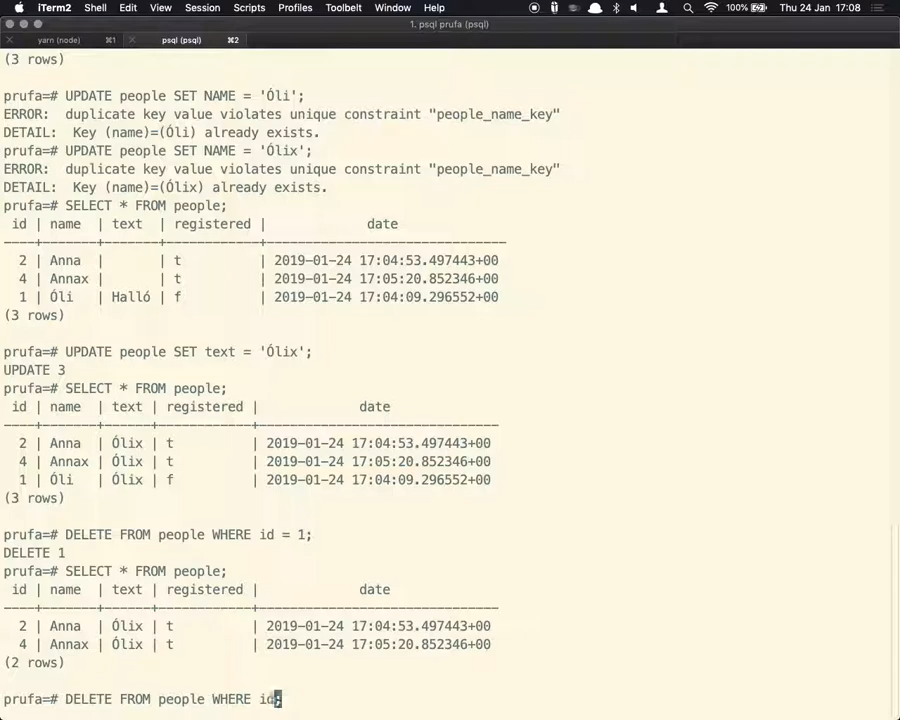 iTerm2 Shell Edit View Session Scripts Profiles Toolbelt Window Help 100% Thu 24 Jan 17:08
1. psql prufa (psql)
yarn (node) ⌘1 psql (psql) ⌘2
(3 rows)
prufa=# UPDATE people SET NAME = 'Óli';
ERROR:  duplicate key value violates unique constraint "people_name_key"
DETAIL:  Key (name)=(Óli) already exists.
prufa=# UPDATE people SET NAME = 'Ólix';
ERROR:  duplicate key value violates unique constraint "people_name_key"
DETAIL:  Key (name)=(Ólix) already exists.
prufa=# SELECT * FROM people;
 id | name  | text  | registered |             date
----+-------+-------+------------+-------------------------------
  2 | Anna  |       | t          | 2019-01-24 17:04:53.497443+00
  4 | Annax |       | t          | 2019-01-24 17:05:20.852346+00
  1 | Óli   | Halló | f          | 2019-01-24 17:04:09.296552+00
(3 rows)
prufa=# UPDATE people SET text = 'Ólix';
UPDATE 3
prufa=# SELECT * FROM people;
 id | name  | text | registered |             date
----+-------+------+------------+-------------------------------
  2 | Anna  | Ólix | t          | 2019-01-24 17:04:53.497443+00
  4 | Annax | Ólix | t          | 2019-01-24 17:05:20.852346+00
  1 | Óli   | Ólix | f          | 2019-01-24 17:04:09.296552+00
(3 rows)
prufa=# DELETE FROM people WHERE id = 1;
DELETE 1
prufa=# SELECT * FROM people;
 id | name  | text | registered |             date
----+-------+------+------------+-------------------------------
  2 | Anna  | Ólix | t          | 2019-01-24 17:04:53.497443+00
  4 | Annax | Ólix | t          | 2019-01-24 17:05:20.852346+00
(2 rows)
prufa=# DELETE FROM people WHERE id;